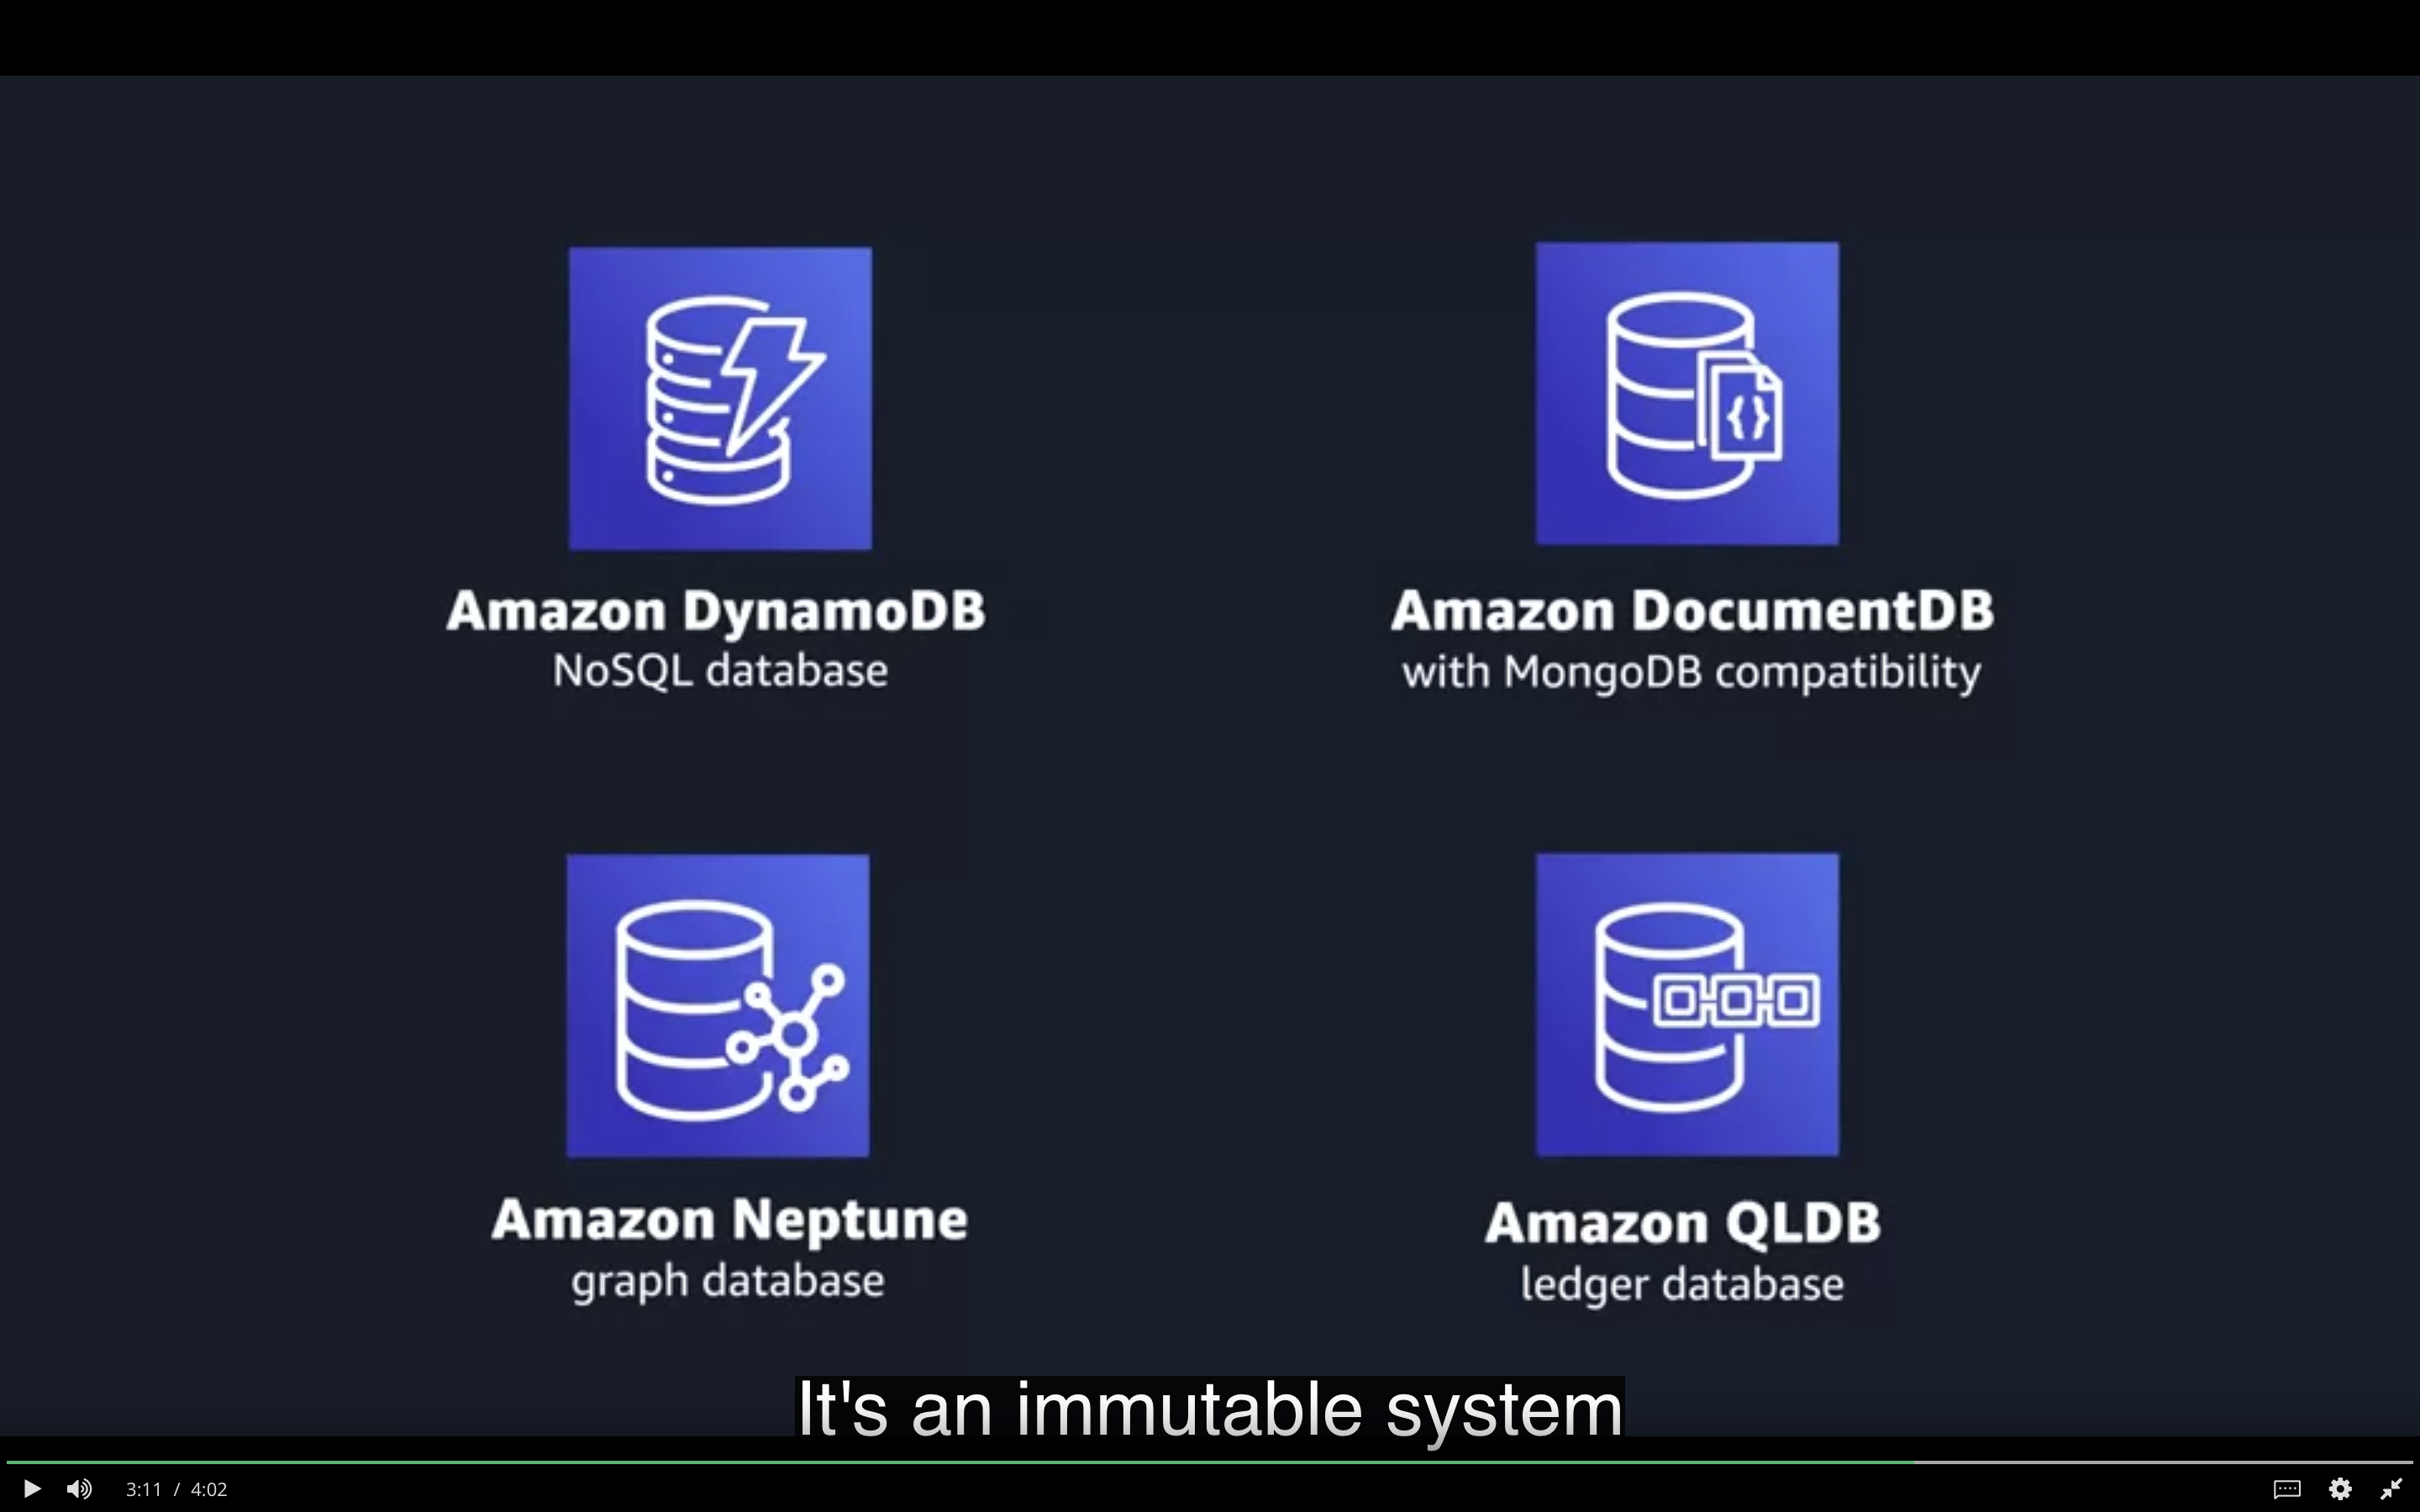 Amazon DynamoDB
NoSQL database
Amazon DocumentDB
with MongoDB compatibility
Amazon Neptune
graph database
Amazon QLDB
ledger database
It's an immutable system
3:11 / 4:02